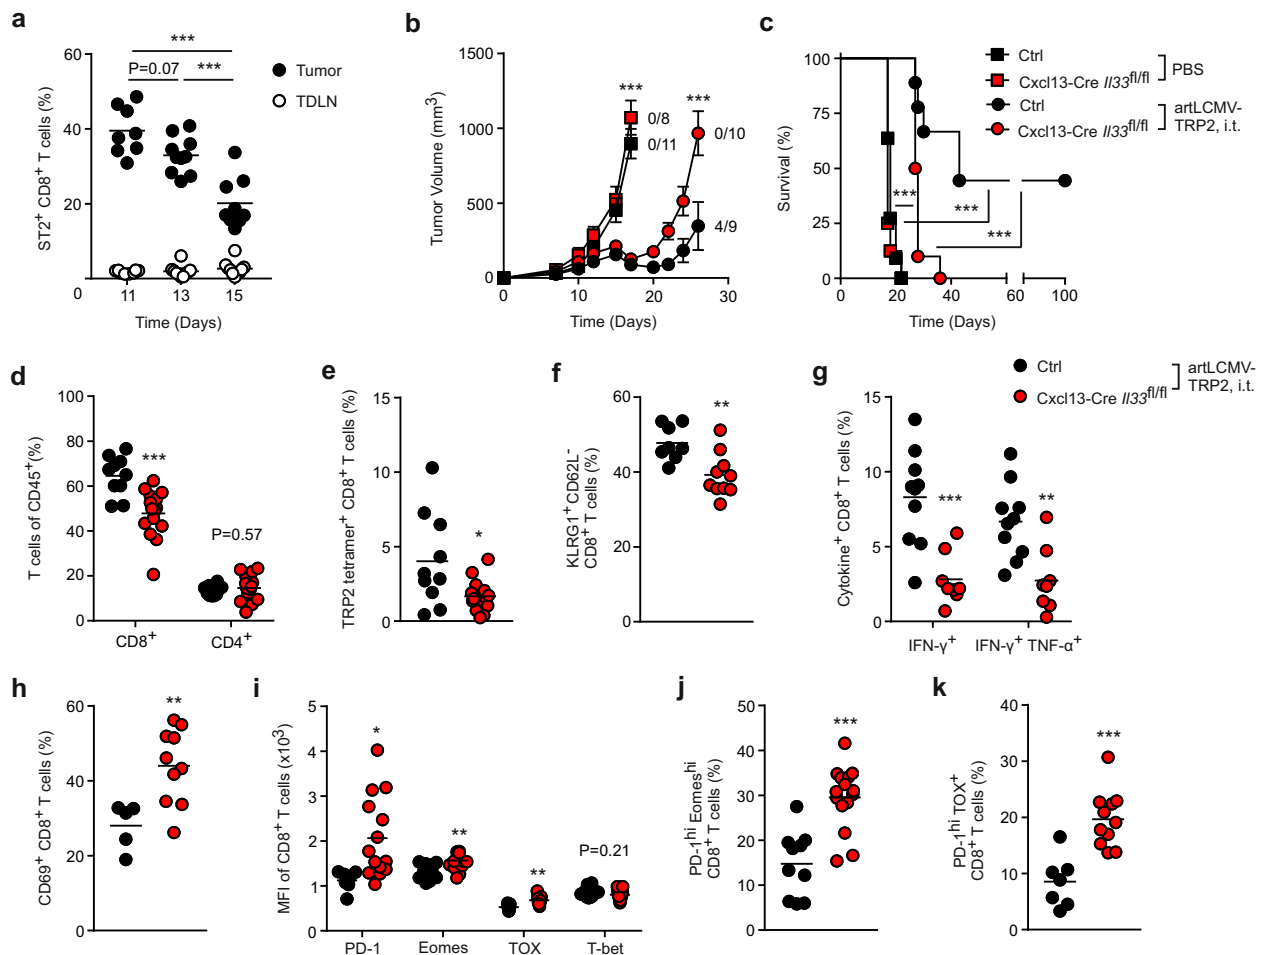 a
ST2+ CD8+ T cells (%)
60
40
20
0
***
P=0.07
***
Tumor
TDLN
11
13
15
Time (Days)
b
Tumor Volume (mm3)
1500
1000
500
0
***
***
0/8
0/11
0/10
4/9
0
10
20
30
Time (Days)
c
Survival (%)
100
75
50
25
0
***
***
***
0
20
40
60
100
Time (Days)
Ctrl
Cxcl13-Cre Il33fl/fl
PBS
Ctrl
Cxcl13-Cre Il33fl/fl
artLCMV-
TRP2, i.t.
d
T cells of CD45+(%)
100
80
60
40
20
0
***
P=0.57
CD8+
CD4+
e
TRP2 tetramer+ CD8+ T cells (%)
15
10
5
0
*
f
KLRG1+CD62L-
CD8+ T cells (%)
60
40
20
0
**
g
Cytokine+ CD8+ T cells (%)
15
10
5
0
***
**
IFN-γ+
IFN-γ+ TNF-α+
Ctrl
Cxcl13-Cre Il33fl/fl
artLCMV-
TRP2, i.t.
h
CD69+ CD8+ T cells (%)
60
40
20
0
**
i
MFI of CD8+ T cells (x103)
5
4
3
2
1
0
*
**
**
P=0.21
PD-1
Eomes
TOX
T-bet
j
PD-1hi Eomeshi
CD8+ T cells (%)
50
40
30
20
10
0
***
k
PD-1hi TOX+
CD8+ T cells (%)
40
30
20
10
0
***